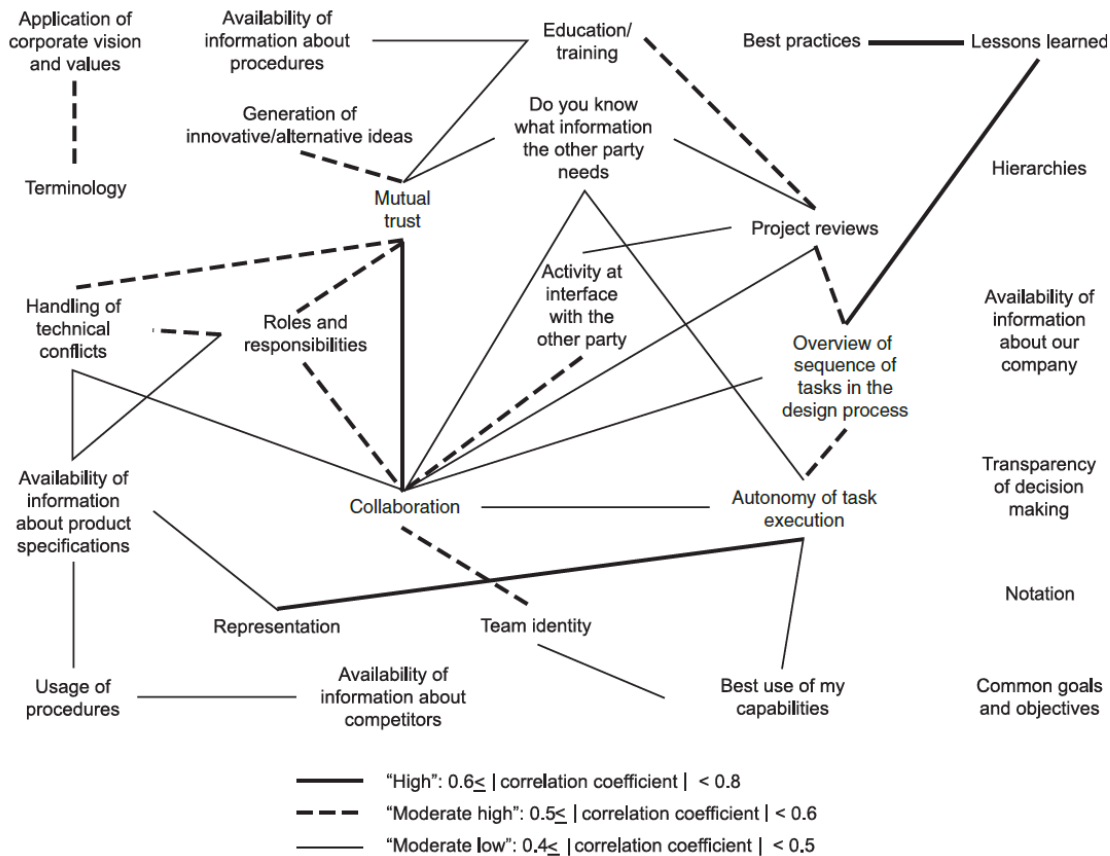 Application of
corporate vision
and values
Availability of
information about
procedures
Education/
training
Best practices
Lessons learned
Generation of
innovative/alternative ideas
Do you know
what information
the other party
needs
Hierarchies
Terminology
Mutual
trust
Project reviews
Handling of
technical
conflicts
Roles and
responsibilities
Activity at
interface
with the
other party
Overview of
sequence of
tasks in the
design process
Availability of
information
about our
company
Availability of
information
about product
specifications
Collaboration
Autonomy of task
execution
Transparency
of decision
making
Representation
Team identity
Notation
Usage of
procedures
Availability of
information about
competitors
Best use of my
capabilities
Common goals
and objectives
“High”: 0.6≤ | correlation coefficient | < 0.8
“Moderate high”: 0.5≤ | correlation coefficient | < 0.6
“Moderate low”: 0.4≤ | correlation coefficient | < 0.5